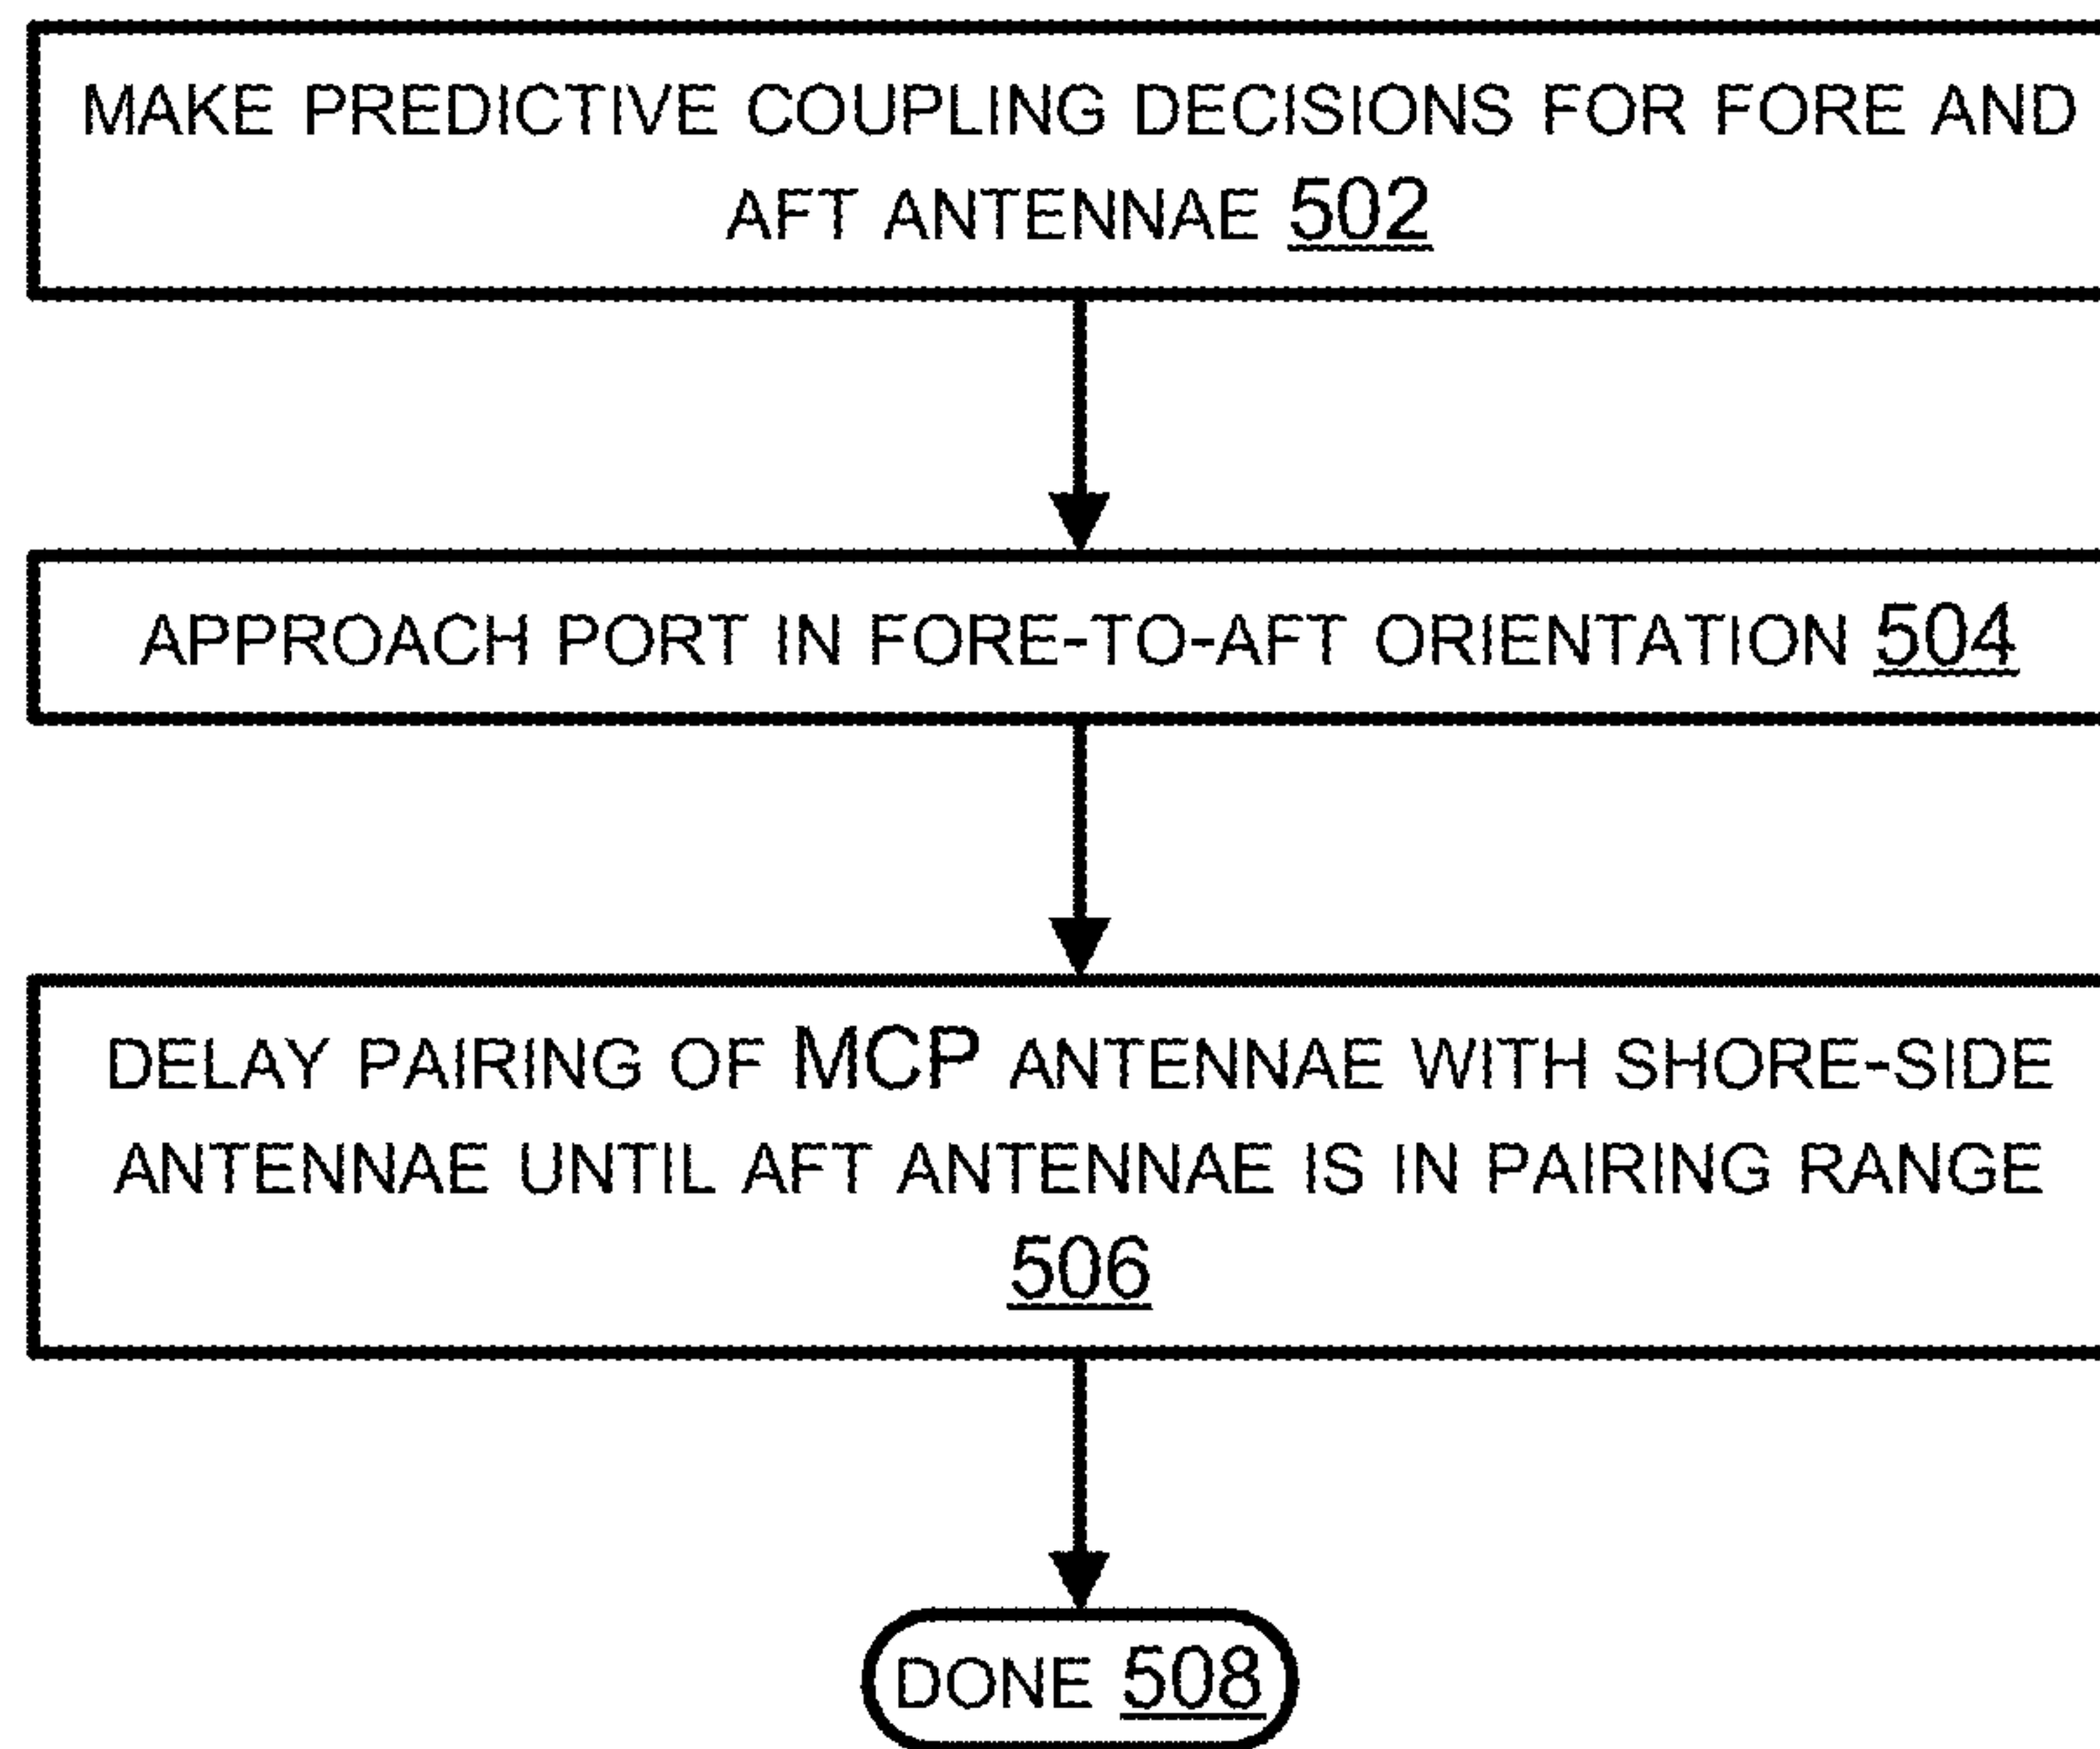 MAKE PREDICTIVE COUPLING DECISIONS FOR FORE AND
AFT ANTENNAE 502
APPROACH PORT IN FORE-TO-AFT ORIENTATION 504
DELAY PAIRING OF MCP ANTENNAE WITH SHORE-SIDE
ANTENNAE UNTIL AFT ANTENNAE IS IN PAIRING RANGE
506
DONE 508